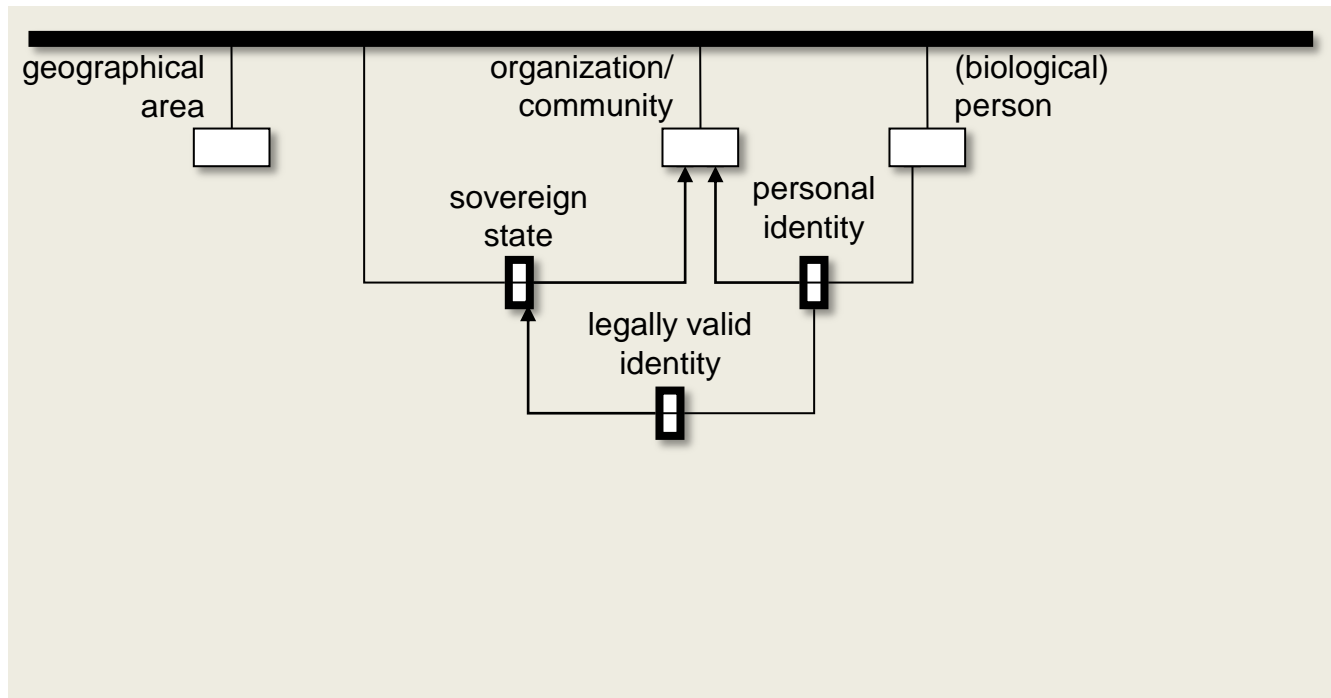 geographical
area
organization/
community
(biological)
person
sovereign
state
personal
identity
legally valid
identity